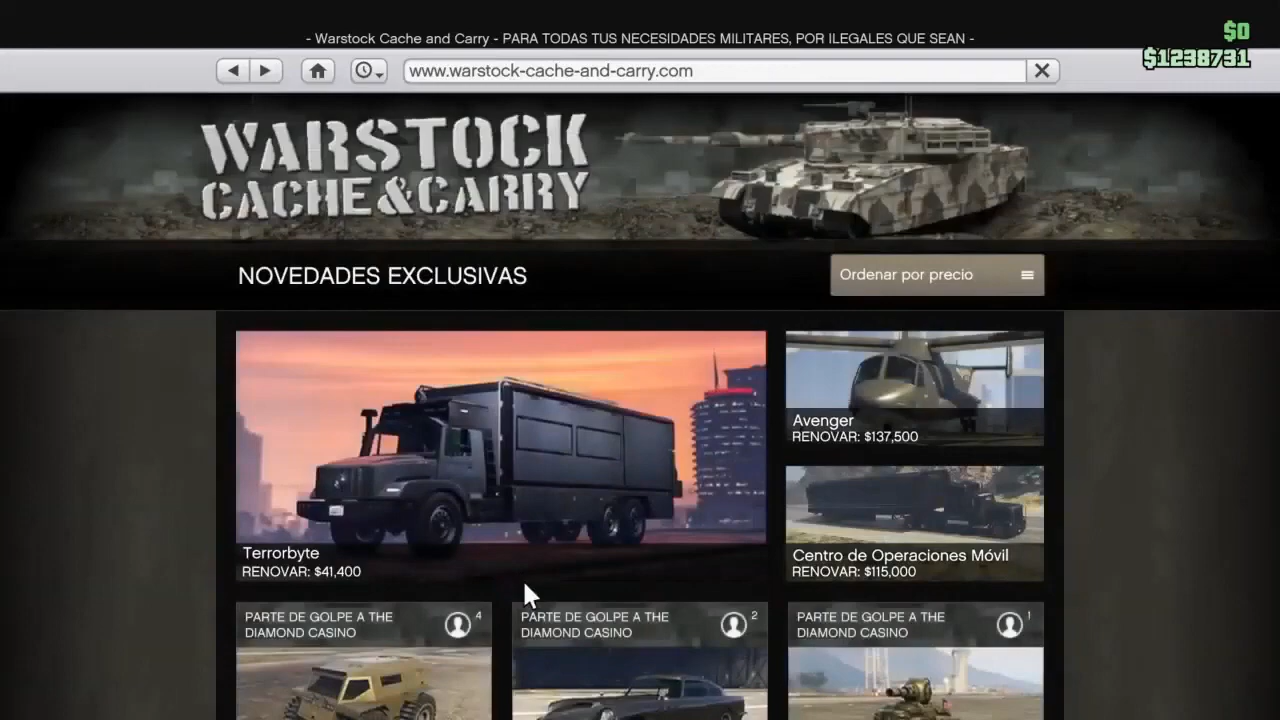 - Warstock Cache and Carry - PARA TODAS TUS NECESIDADES MILITARES, POR ILEGALES QUE SEAN -
$0
$1238731
www.warstock-cache-and-carry.com
WARSTOCK
CACHE&CARRY
NOVEDADES EXCLUSIVAS
Ordenar por precio
Terrorbyte
RENOVAR: $41,400
Avenger
RENOVAR: $137,500
Centro de Operaciones Móvil
RENOVAR: $115,000
PARTE DE GOLPE A THE
DIAMOND CASINO
4
PARTE DE GOLPE A THE
DIAMOND CASINO
2
PARTE DE GOLPE A THE
DIAMOND CASINO
1